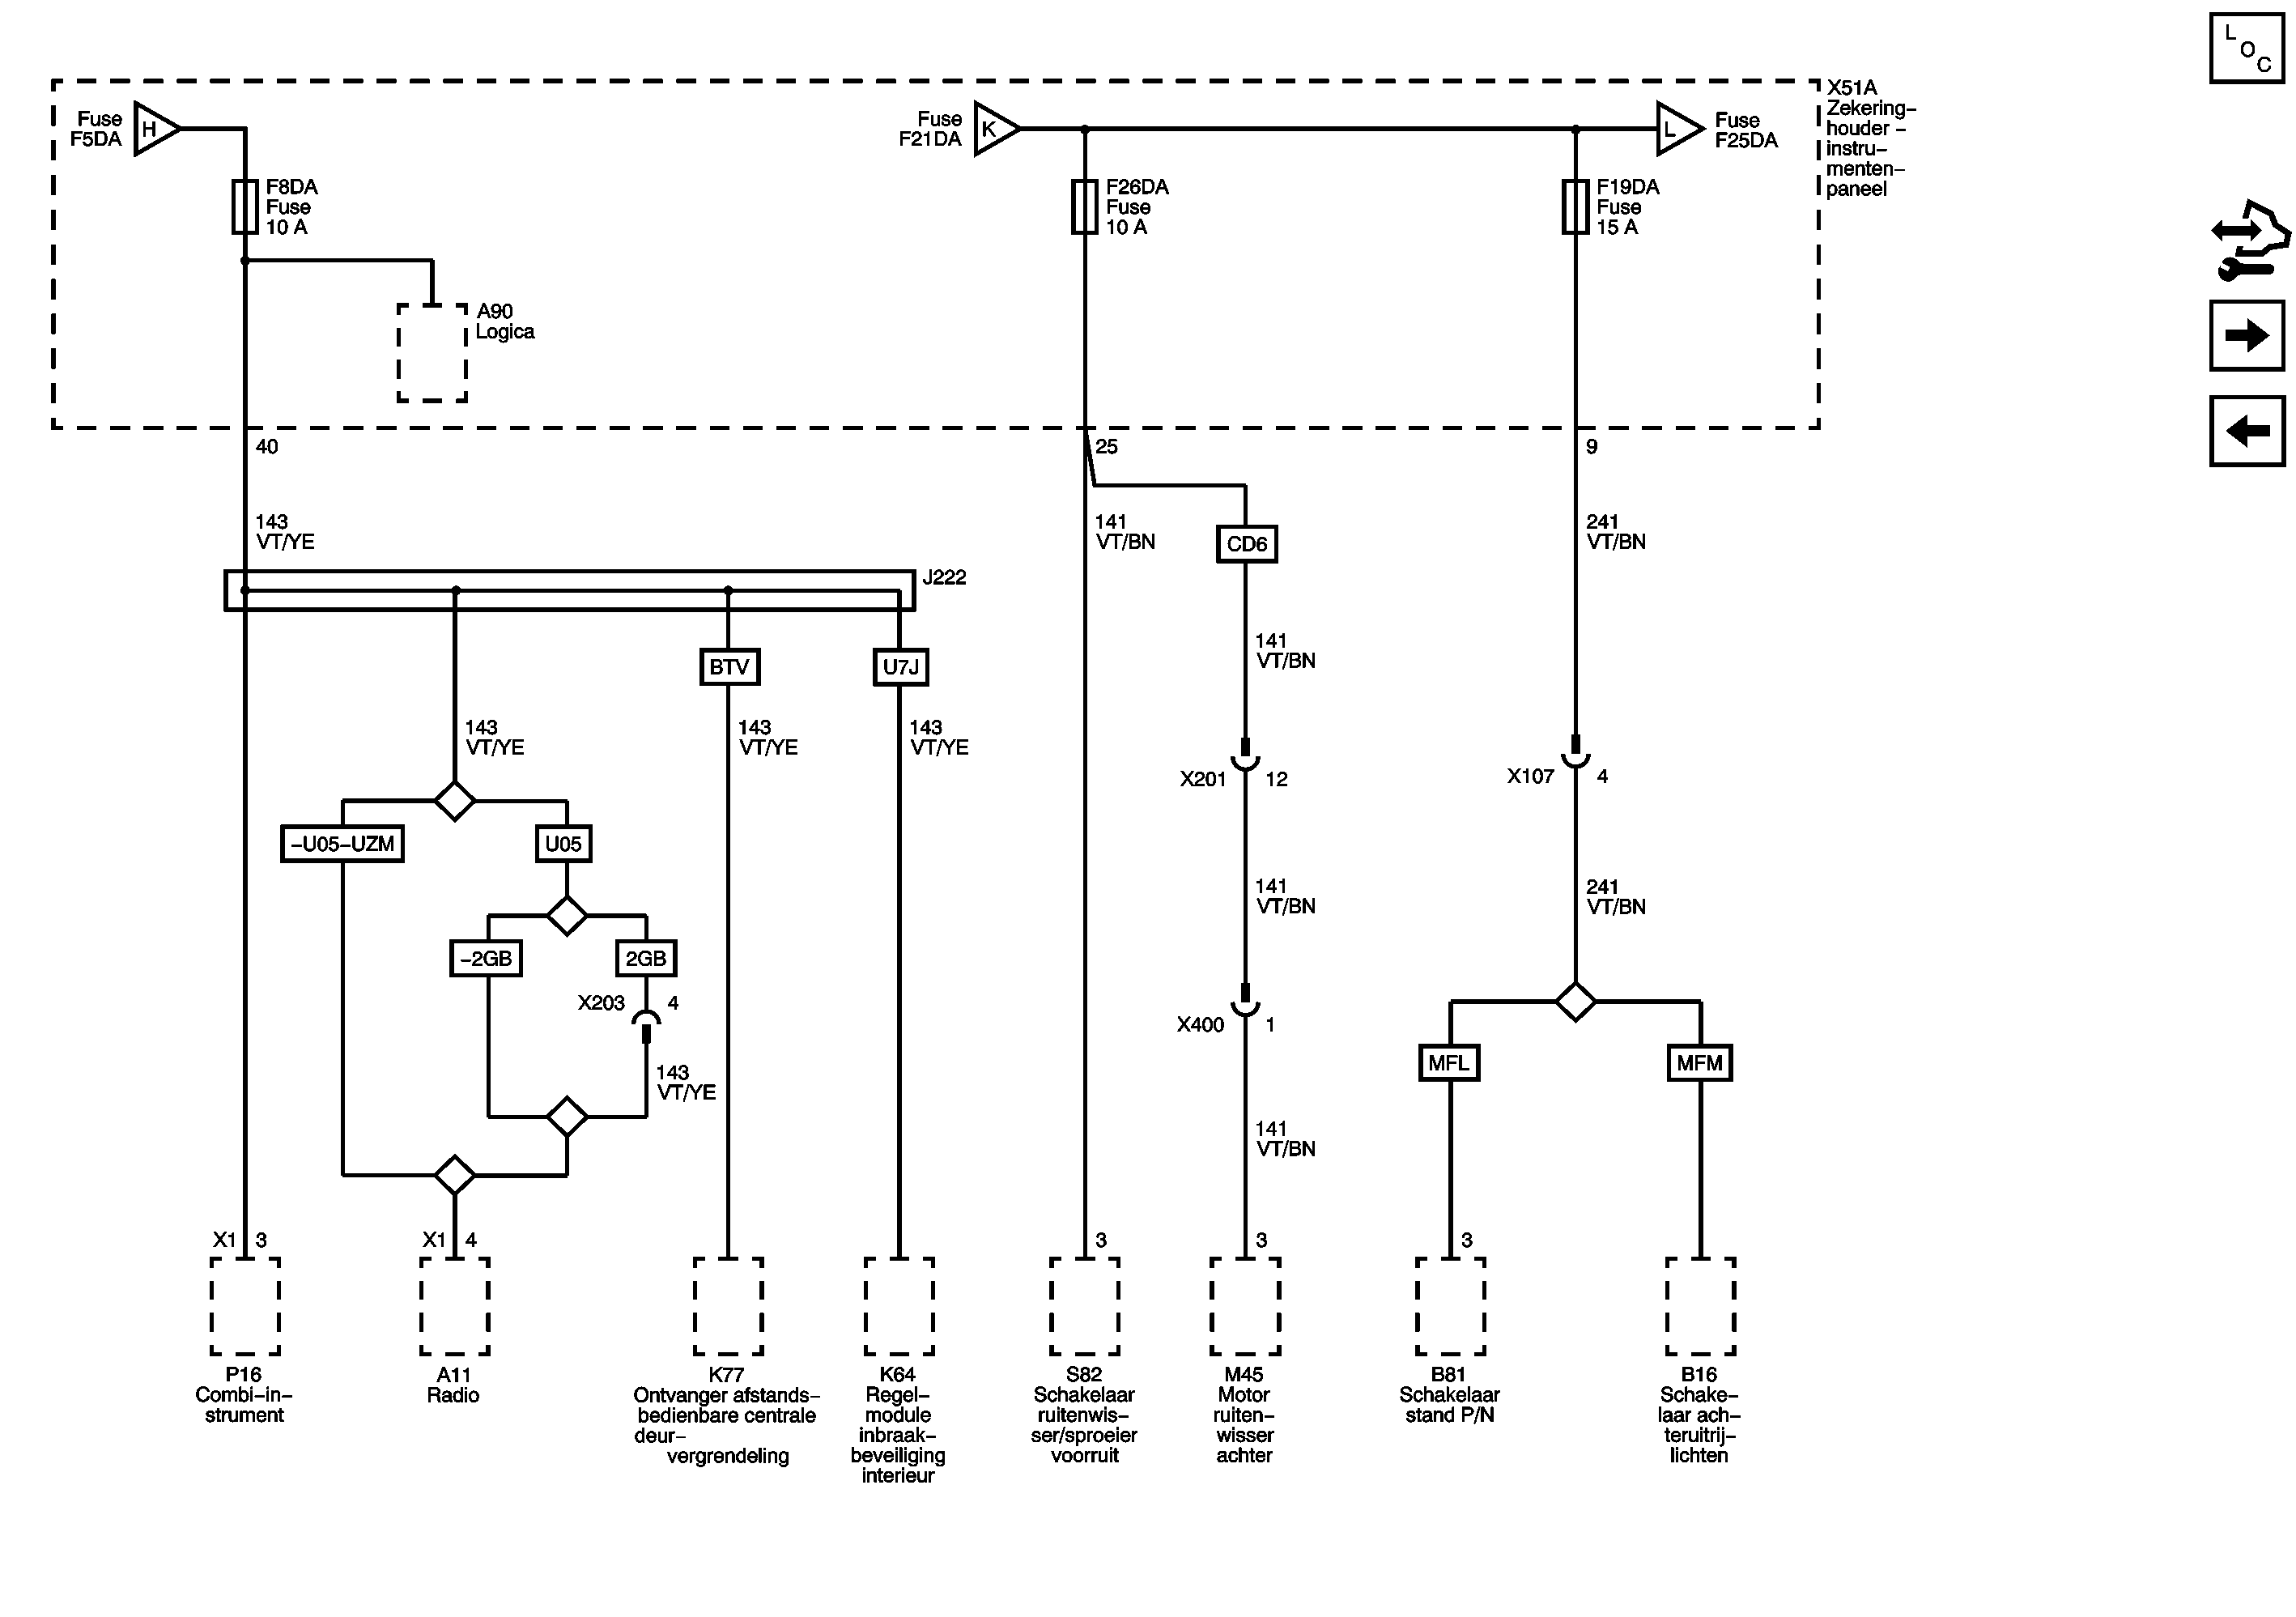 L
O
C
X51A
Zekering–
houder –
instru–
menten–
paneel
Fuse
F5DA
H
Fuse
F21DA
K
L
Fuse
F25DA
F8DA
Fuse
10 A
F26DA
Fuse
10 A
F19DA
Fuse
15 A
A90
Logica
40
25
9
143
VT/YE
141
VT/BN
CD6
241
VT/BN
J222
BTV
U7J
141
VT/BN
143
VT/YE
143
VT/YE
143
VT/YE
X201 12
X107 4
–U05–UZM
U05
141
VT/BN
241
VT/BN
–2GB
2GB
X203 4
X400 1
143
VT/YE
MFL
MFM
141
VT/BN
X1 3
X1 4
3
3
3
P16
Combi–in–
strument
A11
Radio
K77
Ontvanger afstands–
bedienbare centrale
deur–
vergrendeling
K64
Regel–
module
inbraak–
beveiliging
interieur
S82
Schakelaar
ruitenwis–
ser/sproeier
voorruit
M45
Motor
ruiten–
wisser
achter
B81
Schakelaar
stand P/N
B16
Schake–
laar ach–
teruitrij–
lichten